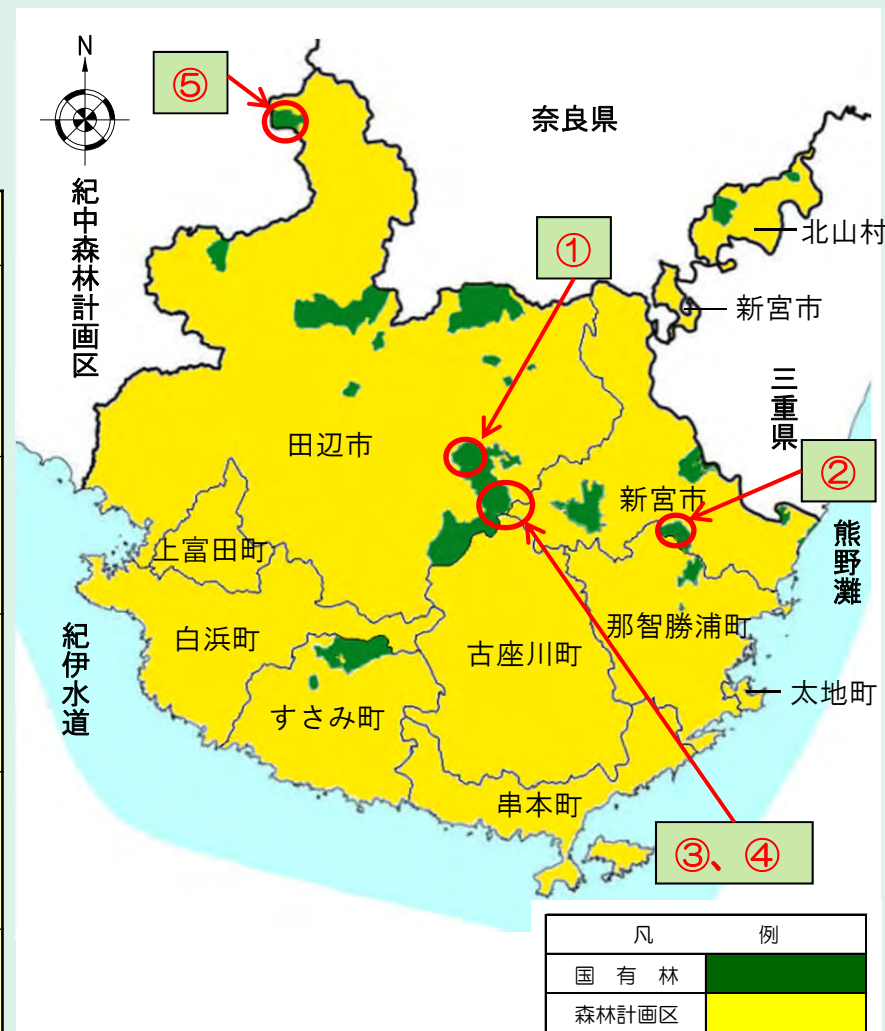 N
⑤
奈良県
紀中森林計画区
①
北山村
新宮市
三重県
田辺市
②
新宮市
熊野灘
上富田町
那智勝浦町
白浜町
古座川町
紀伊水道
太地町
すさみ町
串本町
③、④
凡 例
国 有 林
森林計画区